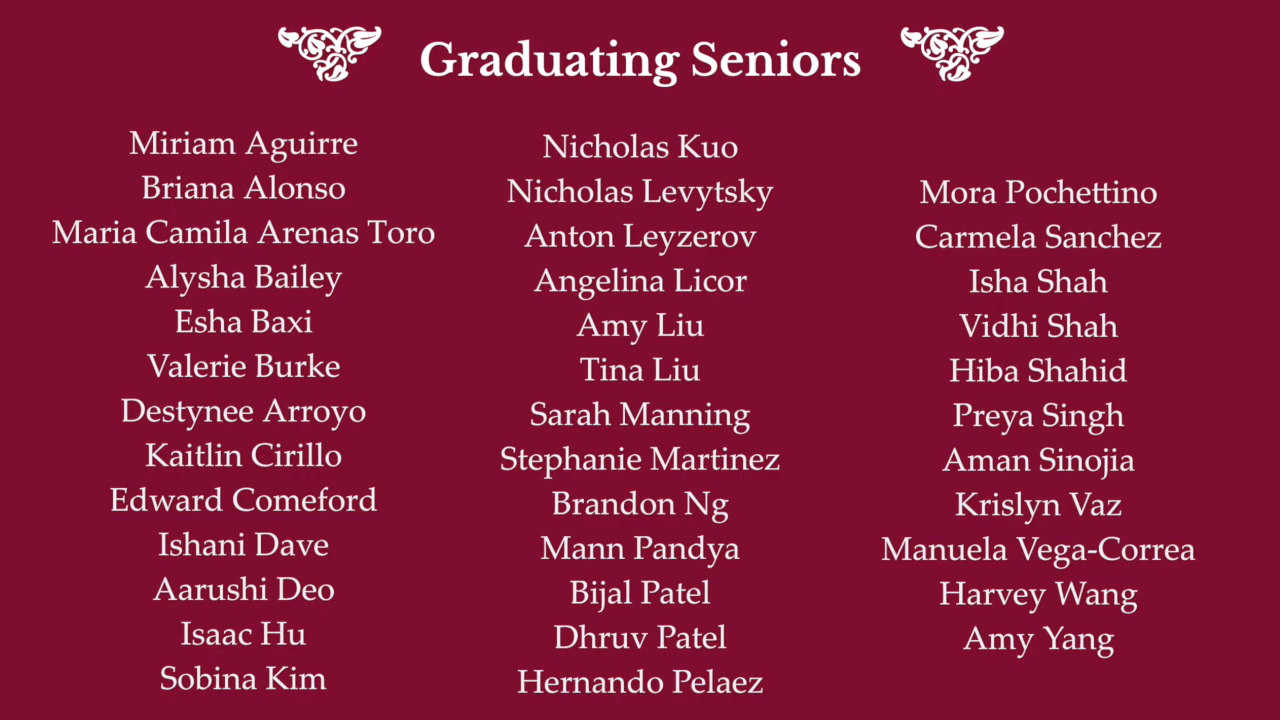 Graduating Seniors
Miriam Aguirre
Briana Alonso
Maria Camila Arenas Toro
Alysha Bailey
Esha Baxi
Valerie Burke
Destynee Arroyo
Kaitlin Cirillo
Edward Comeford
Ishani Dave
Aarushi Deo
Isaac Hu
Sobina Kim
Nicholas Kuo
Nicholas Levytsky
Anton Leyzerov
Angelina Licor
Amy Liu
Tina Liu
Sarah Manning
Stephanie Martinez
Brandon Ng
Mann Pandya
Bijal Patel
Dhruv Patel
Hernando Pelaez
Mora Pochettino
Carmela Sanchez
Isha Shah
Vidhi Shah
Hiba Shahid
Preya Singh
Aman Sinojia
Krislyn Vaz
Manuela Vega-Correa
Harvey Wang
Amy Yang